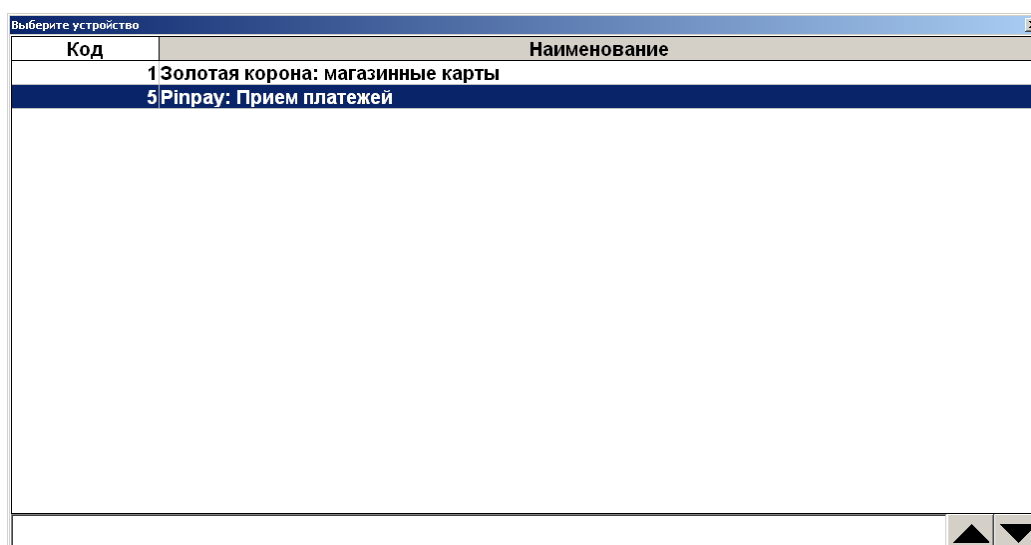 Выберите устройство
Код Наименование
1 Золотая корона: магазинные карты
5 Pinpay: Прием платежей